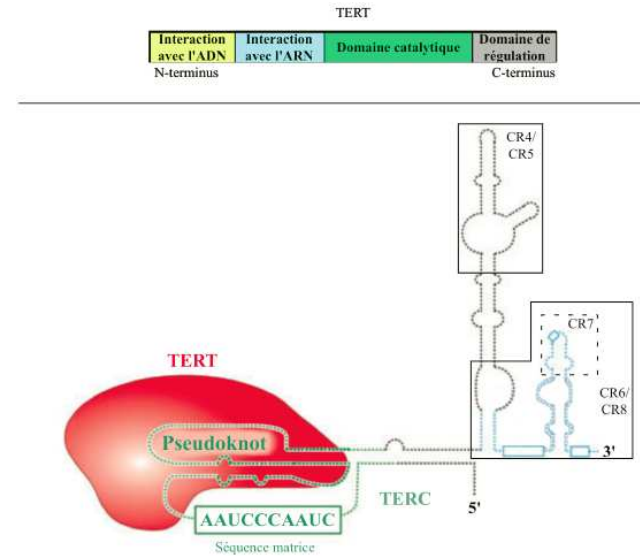 TERT
Interaction avec l'ADN
Interaction avec l'ARN
Domaine catalytique
Domaine de régulation
N-terminus
C-terminus
CR4/
CR5
CR7
TERT
CR6/
CR8
Pseudoknot
3'
TERC
5'
AAUCCCAAUC
Séquence matrice